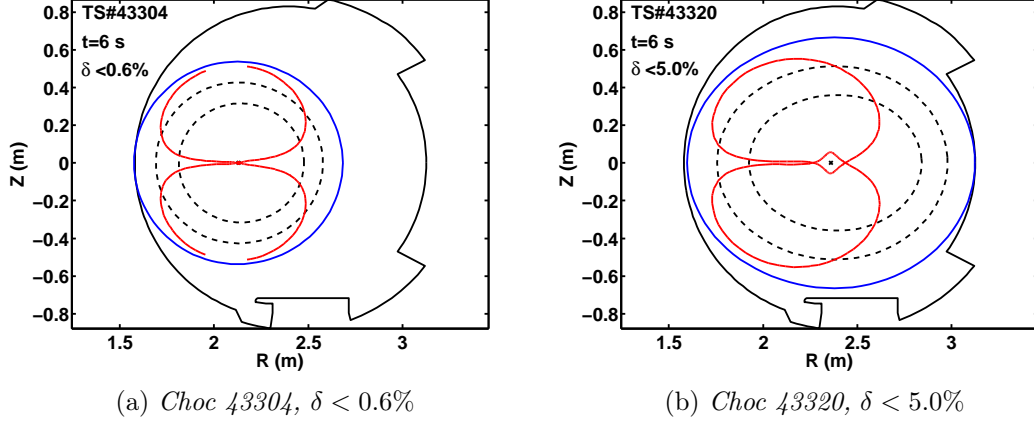 TS#43304
t=6 s
δ <0.6%
0.8
0.6
0.4
0.2
0
−0.2
−0.4
−0.6
−0.8
Z (m)
1.5 2 2.5 3
R (m)
(a) Choc 43304, δ < 0.6%
TS#43320
t=6 s
δ <5.0%
0.8
0.6
0.4
0.2
0
−0.2
−0.4
−0.6
−0.8
Z (m)
1.5 2 2.5 3
R (m)
(b) Choc 43320, δ < 5.0%